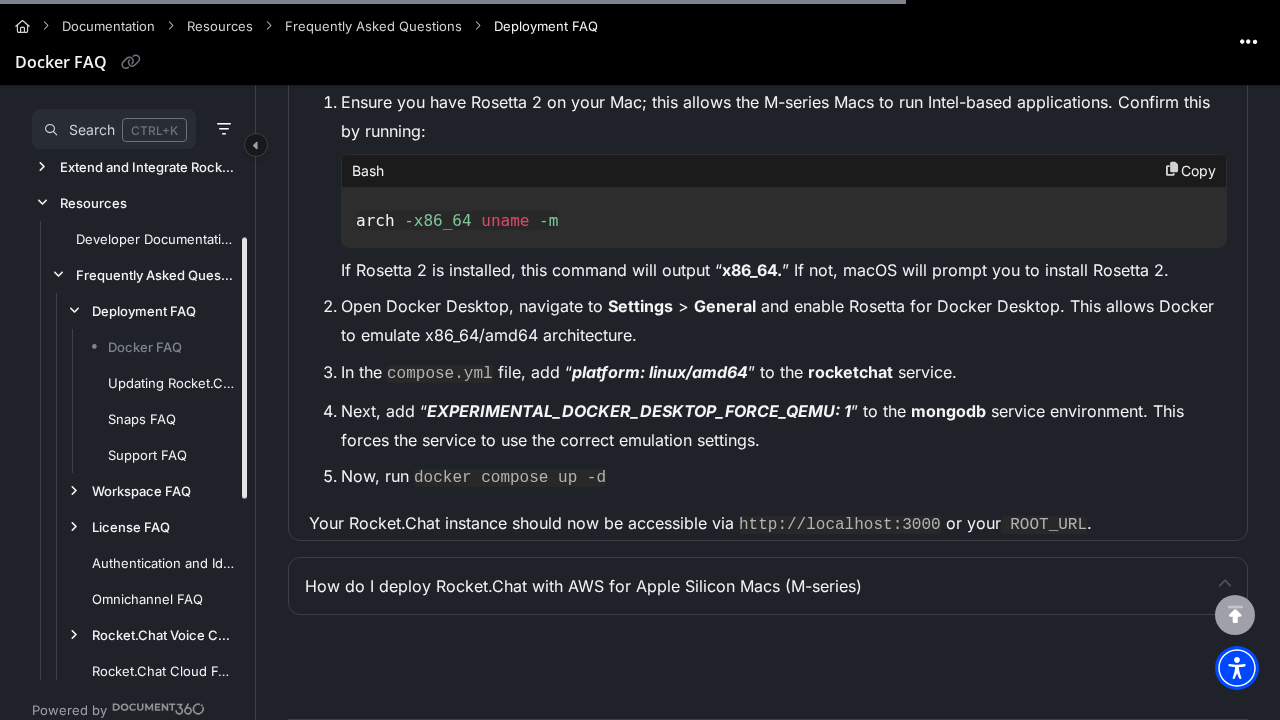 Documentation
Resources
Frequently Asked Questions
Deployment FAQ
Docker FAQ
Search CTRL+K
Extend and Integrate Rock...
Resources
Developer Documentati...
Frequently Asked Ques...
Deployment FAQ
Docker FAQ
Updating Rocket.C...
Snaps FAQ
Support FAQ
Workspace FAQ
License FAQ
Authentication and Id...
Omnichannel FAQ
Rocket.Chat Voice C...
Rocket.Chat Cloud F...
Powered by DOCUMENT360
1. Ensure you have Rosetta 2 on your Mac; this allows the M-series Macs to run Intel-based applications. Confirm this
by running:
Bash
Copy
arch -x86_64 uname -m
If Rosetta 2 is installed, this command will output “x86_64.” If not, macOS will prompt you to install Rosetta 2.
2. Open Docker Desktop, navigate to Settings > General and enable Rosetta for Docker Desktop. This allows Docker
to emulate x86_64/amd64 architecture.
3. In the compose.yml file, add “platform: linux/amd64” to the rocketchat service.
4. Next, add “EXPERIMENTAL_DOCKER_DESKTOP_FORCE_QEMU: 1” to the mongodb service environment. This
forces the service to use the correct emulation settings.
5. Now, run docker compose up -d
Your Rocket.Chat instance should now be accessible via http://localhost:3000 or your ROOT_URL.
How do I deploy Rocket.Chat with AWS for Apple Silicon Macs (M-series)